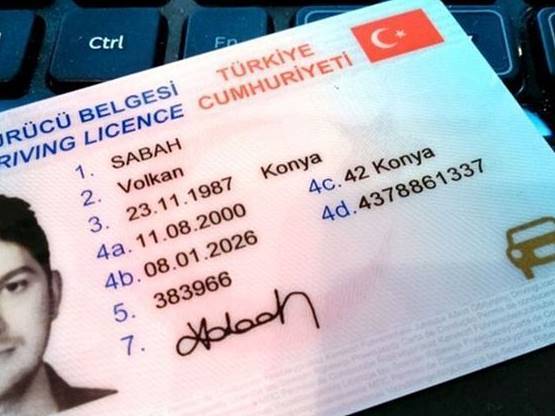 Ctrl
Fn
TÜRKİYE
CUMHURİYETİ
ÜRÜCÜ BELGESİ
RIVING LICENCE
1. SABAH
2. Volkan
3. 23.11.1987 Konya
4a. 11.08.2000 4c. 42 Konya
4b. 08.01.2026 4d. 4378861337
5. 383966
7.